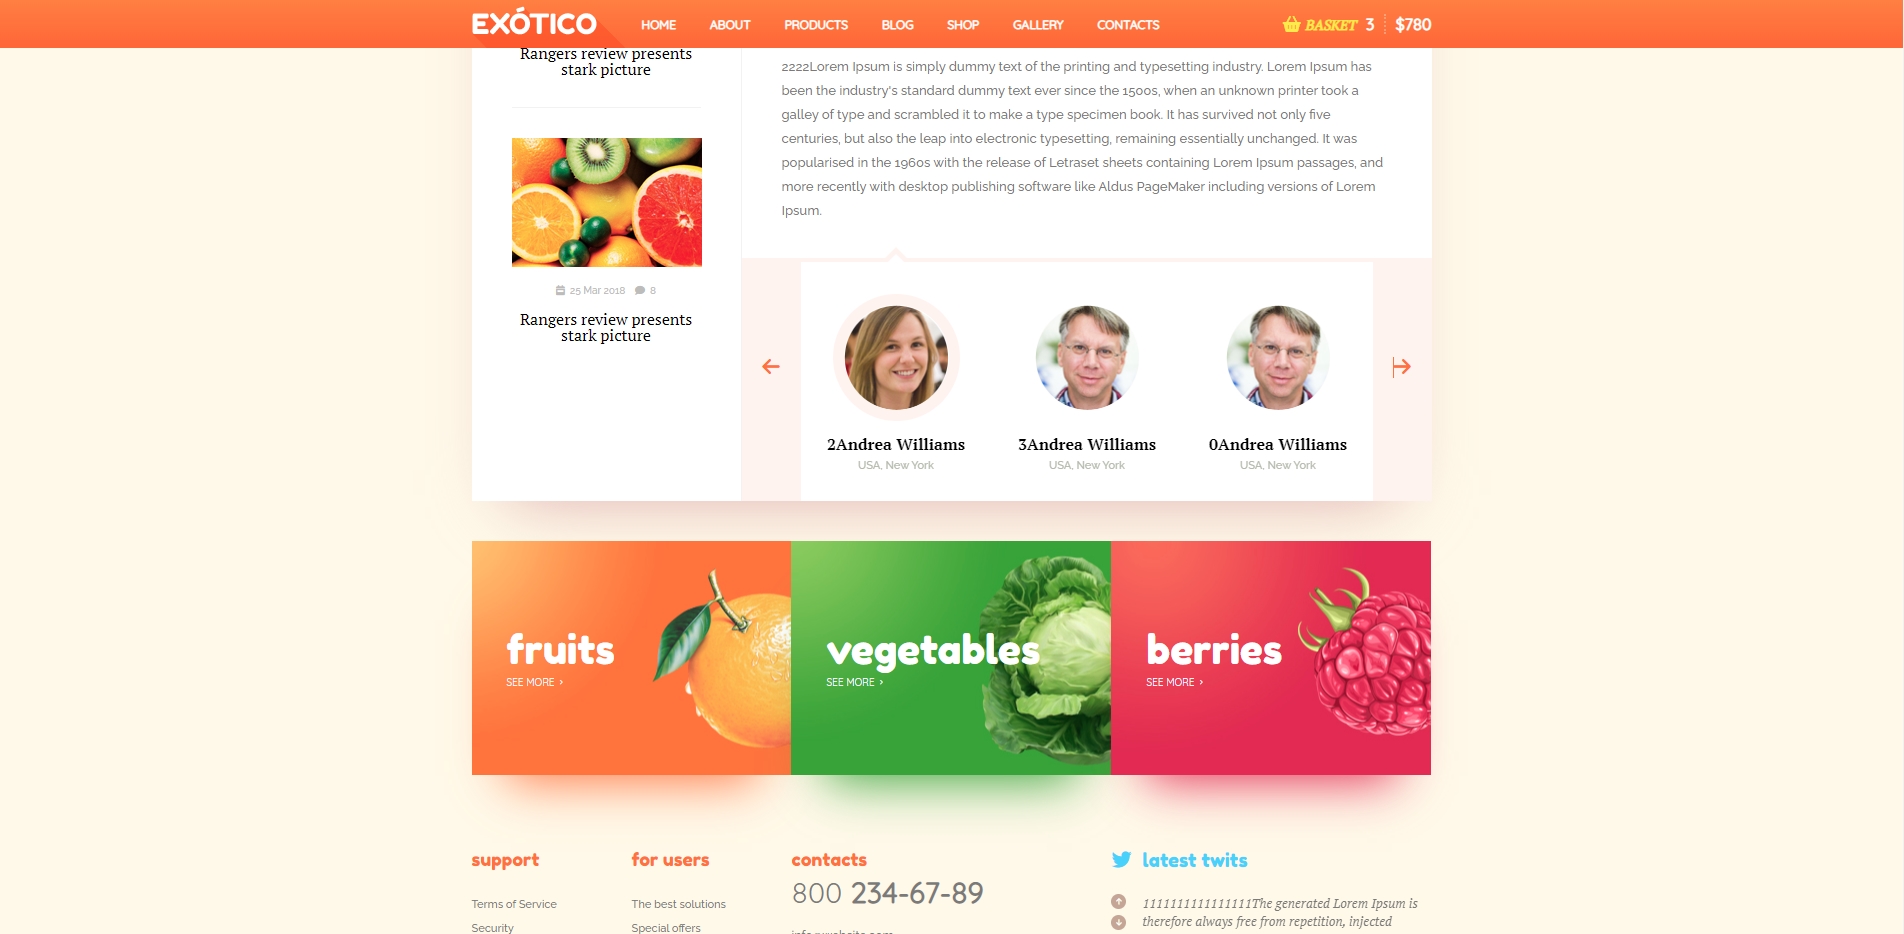 EXÓTICO HOME ABOUT PRODUCTS BLOG SHOP GALLERY CONTACTS BASKET 3 $780
Rangers review presents
stark picture
25 Mar 2018 8
Rangers review presents
stark picture
2222Lorem Ipsum is simply dummy text of the printing and typesetting industry. Lorem Ipsum has
been the industry's standard dummy text ever since the 1500s, when an unknown printer took a
galley of type and scrambled it to make a type specimen book. It has survived not only five
centuries, but also the leap into electronic typesetting, remaining essentially unchanged. It was
popularised in the 1960s with the release of Letraset sheets containing Lorem Ipsum passages, and
more recently with desktop publishing software like Aldus PageMaker including versions of Lorem
Ipsum.
2Andrea Williams
USA, New York
3Andrea Williams
USA, New York
0Andrea Williams
USA, New York
fruits
SEE MORE ›
vegetables
SEE MORE ›
berries
SEE MORE ›
support
Terms of Service
Security
for users
The best solutions
Special offers
contacts
800 234-67-89
latest twits
1111111111111111The generated Lorem Ipsum is
therefore always free from repetition, injected